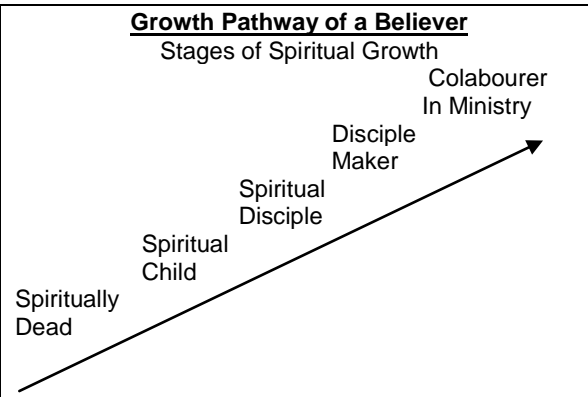 Growth Pathway of a Believer
Stages of Spiritual Growth
Colabourer
In Ministry
Disciple
Maker
Spiritual
Disciple
Spiritual
Child
Spiritually
Dead